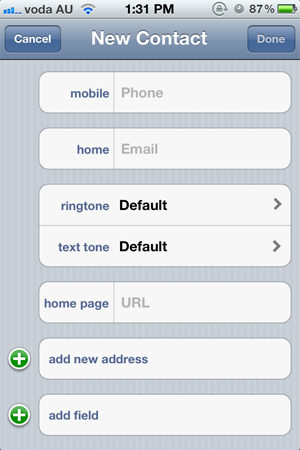 voda AU 1:31 PM 87%
Cancel New Contact Done
mobile Phone
home Email
ringtone Default
text tone Default
home page URL
add new address
add field